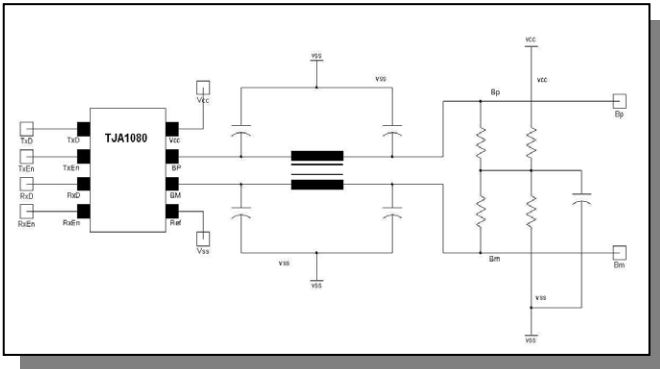 vcc
vss
vss
vcc
Vcc
Bp
Bp
TxD
TxD
TJA1080
Vcc
TxEn
TxEn
BP
RxD
RxD
BM
RxEn
RxEn
Ref
Vss
vss
Bm
Bm
vss
vss
vss